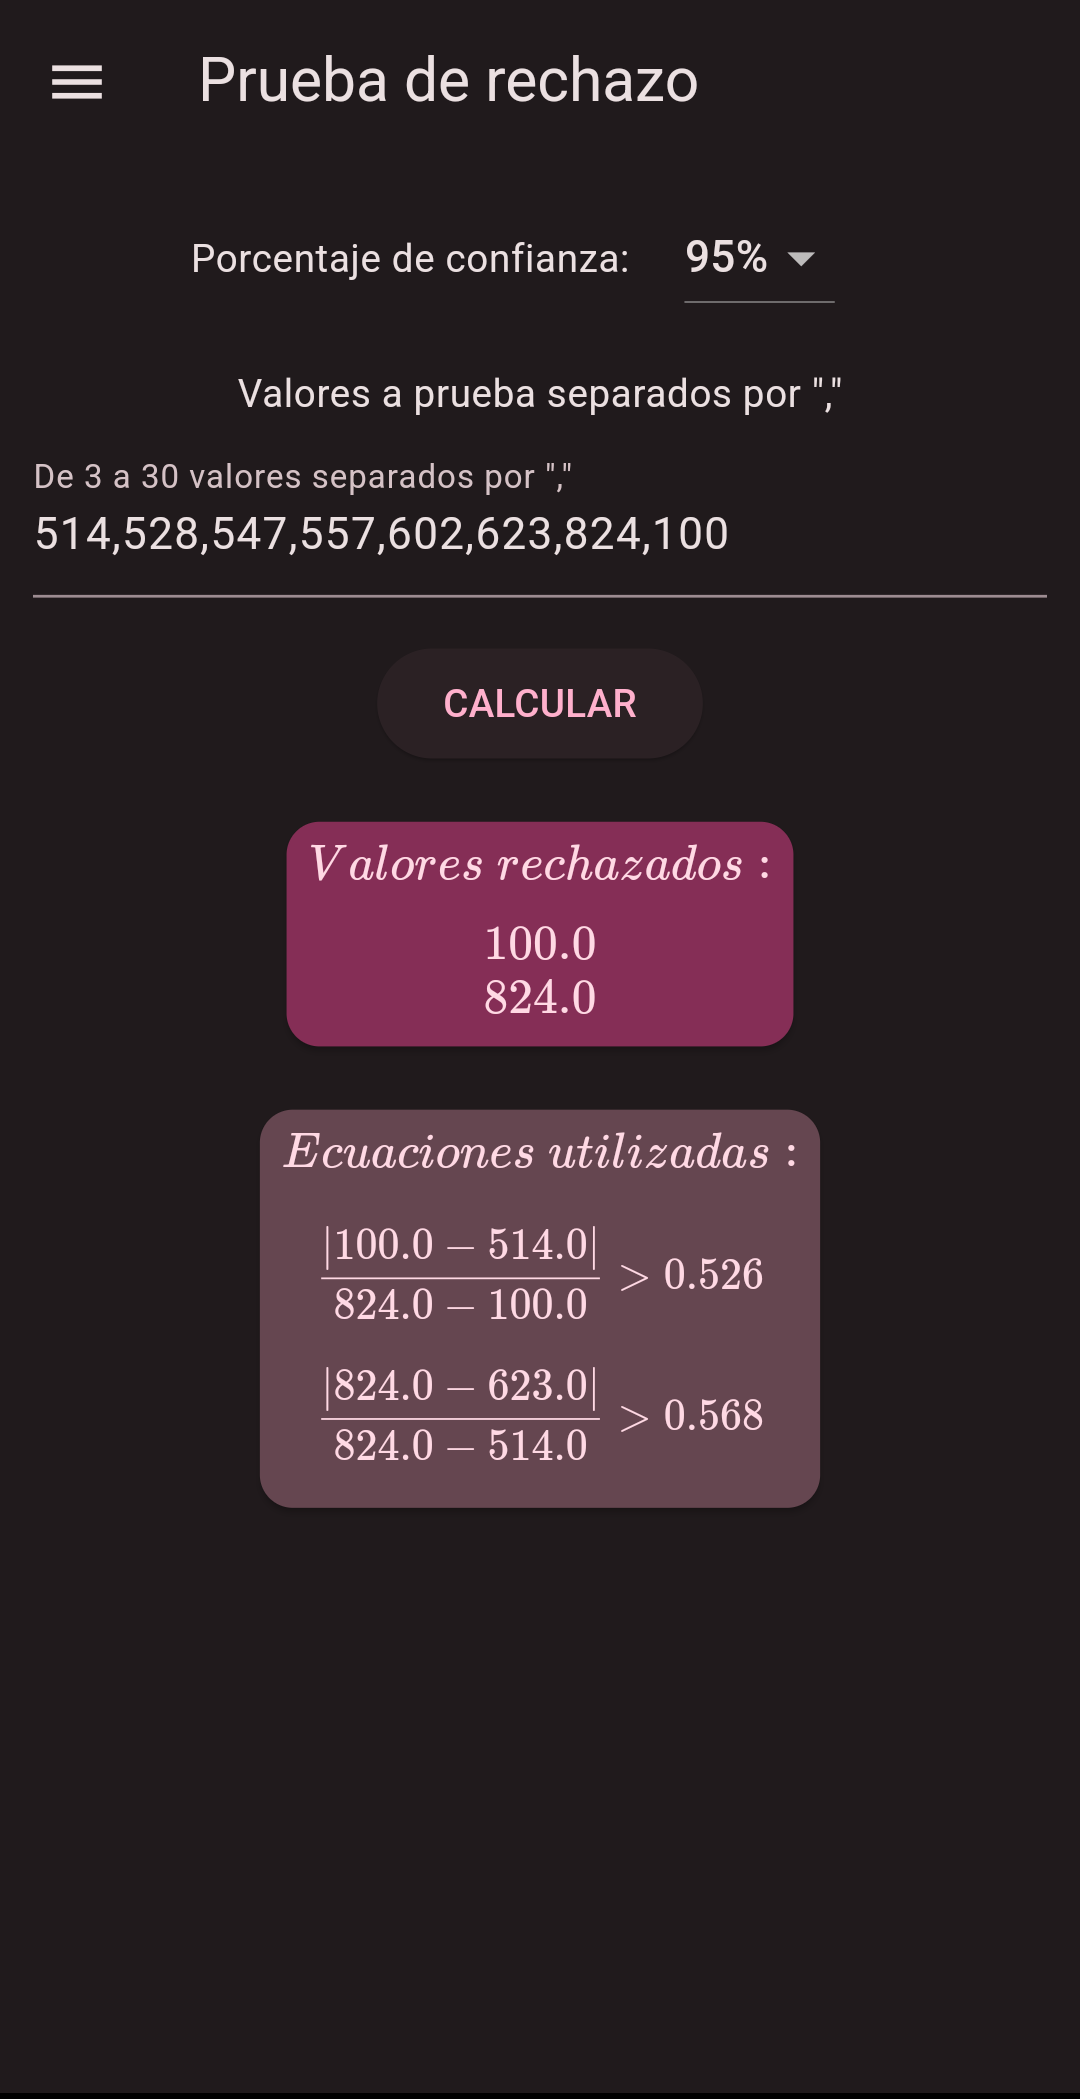 Prueba de rechazo
Porcentaje de confianza: 95%
Valores a prueba separados por ","
De 3 a 30 valores separados por ","
514,528,547,557,602,623,824,100
CALCULAR
Valores rechazados :
100.0
824.0
Ecuaciones utilizadas :
|100.0 − 514.0|
824.0 − 100.0
> 0.526
|824.0 − 623.0|
824.0 − 514.0
> 0.568